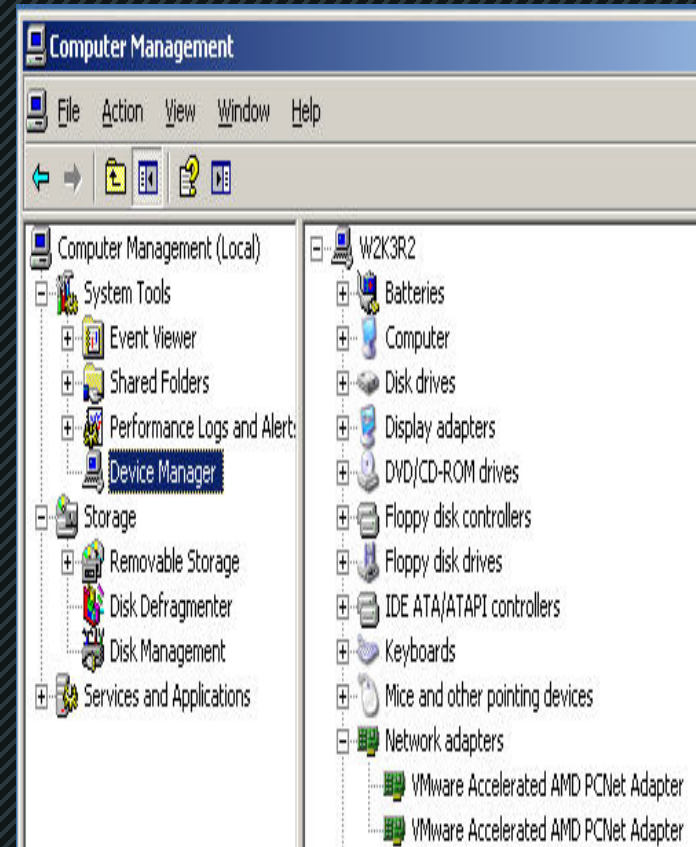 Computer Management
File Action View Window Help
Computer Management (Local)
System Tools
Event Viewer
Shared Folders
Performance Logs and Alert
Device Manager
Storage
Removable Storage
Disk Defragmenter
Disk Management
Services and Applications
W2K3R2
Batteries
Computer
Disk drives
Display adapters
DVD/CD-ROM drives
Floppy disk controllers
Floppy disk drives
IDE ATA/ATAPI controllers
Keyboards
Mice and other pointing devices
Network adapters
VMware Accelerated AMD PCNet Adapter
VMware Accelerated AMD PCNet Adapter